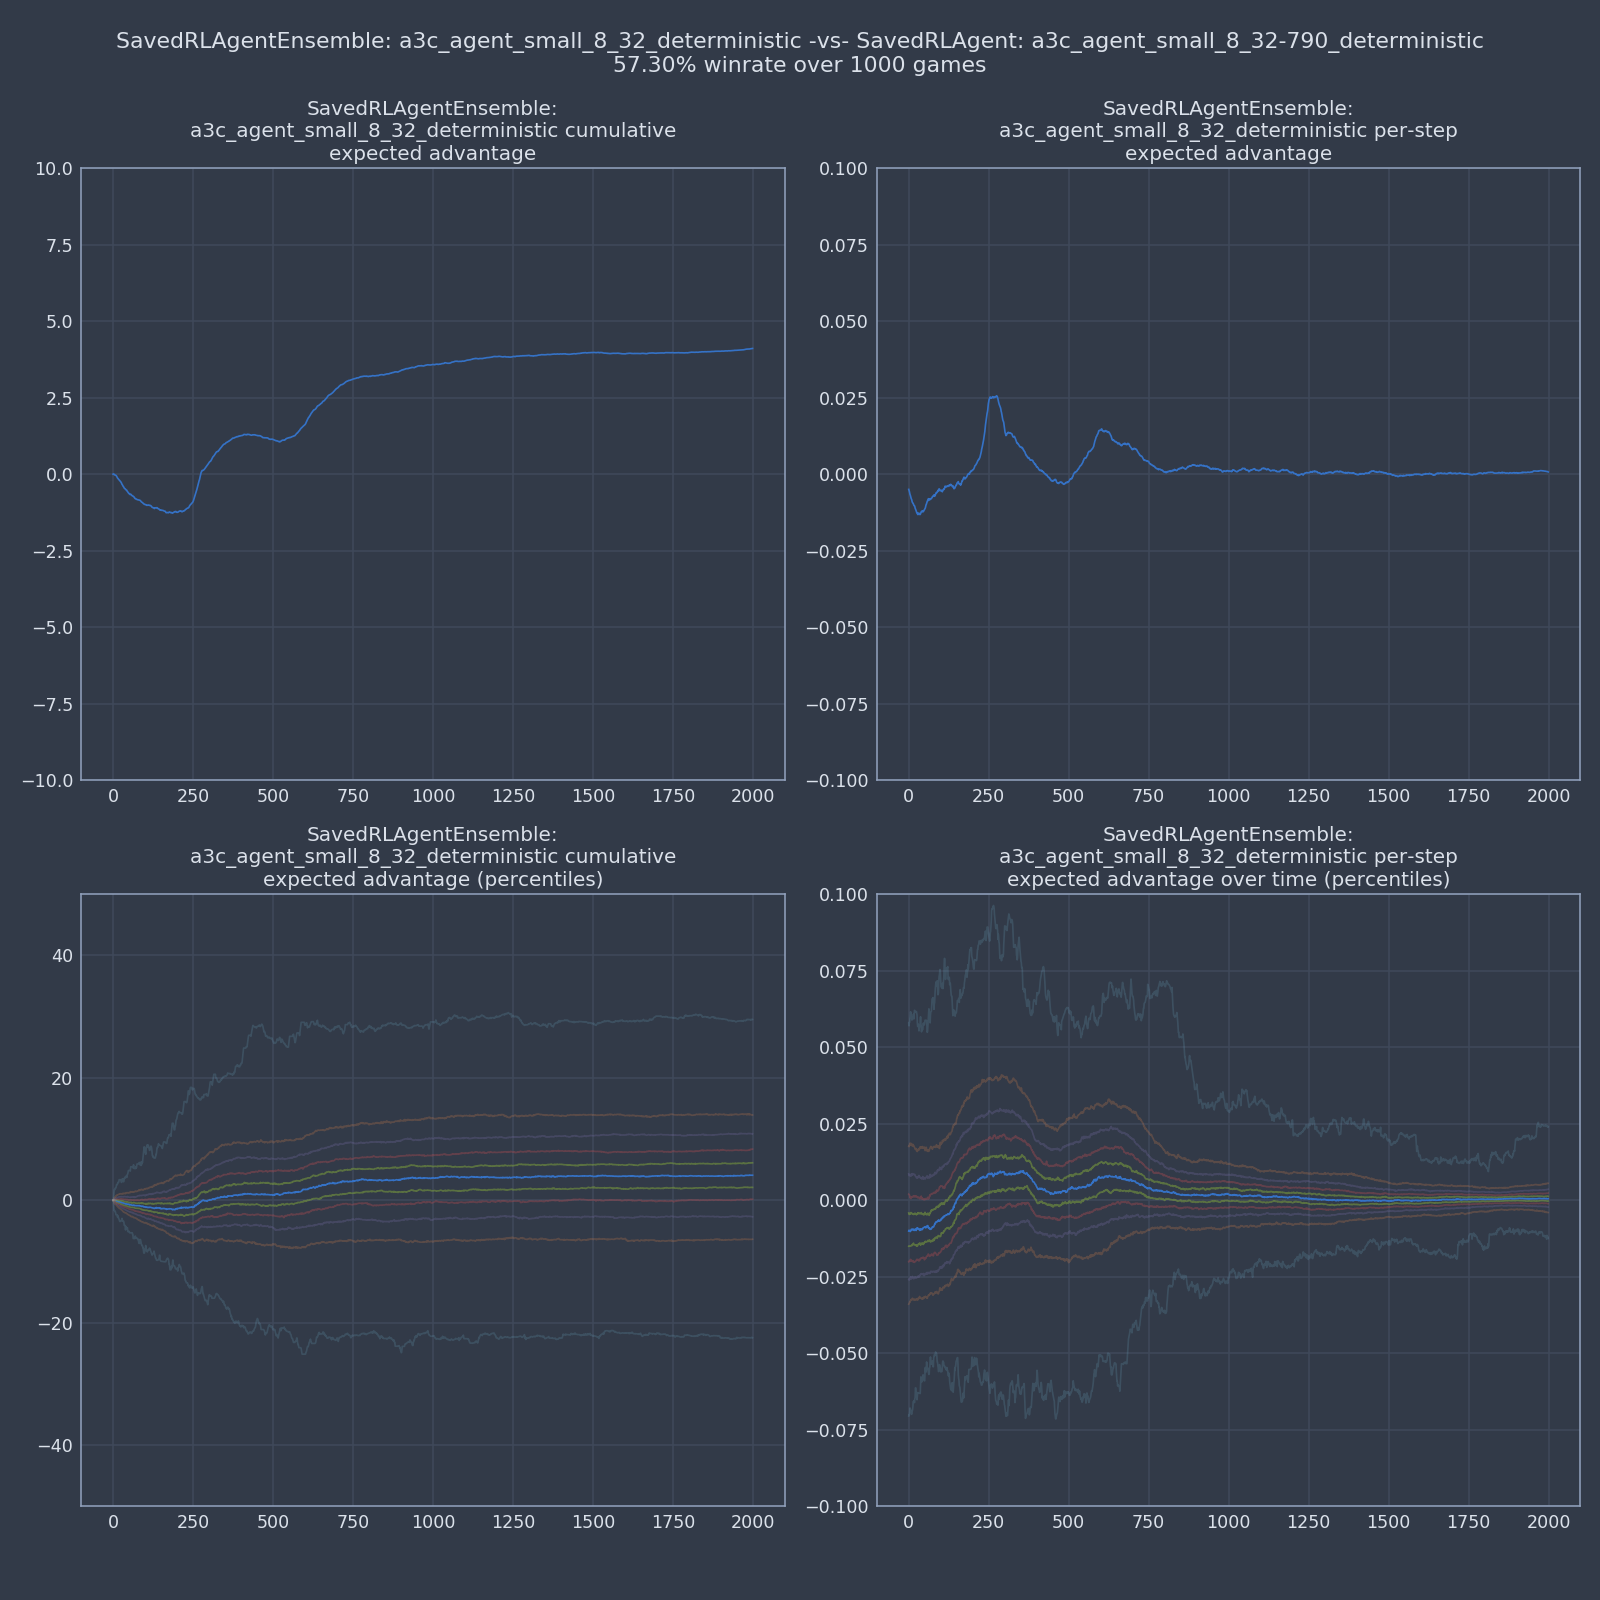 SavedRLAgentEnsemble: a3c_agent_small_8_32_deterministic -vs- SavedRLAgent: a3c_agent_small_8_32-790_deterministic
57.30% winrate over 1000 games
SavedRLAgentEnsemble:
a3c_agent_small_8_32_deterministic cumulative
expected advantage
10.0
7.5
5.0
2.5
0.0
−2.5
−5.0
−7.5
−10.0
0 250 500 750 1000 1250 1500 1750 2000
SavedRLAgentEnsemble:
a3c_agent_small_8_32_deterministic per-step
expected advantage
0.100
0.075
0.050
0.025
0.000
−0.025
−0.050
−0.075
−0.100
0 250 500 750 1000 1250 1500 1750 2000
SavedRLAgentEnsemble:
a3c_agent_small_8_32_deterministic cumulative
expected advantage (percentiles)
40
20
0
−20
−40
0 250 500 750 1000 1250 1500 1750 2000
SavedRLAgentEnsemble:
a3c_agent_small_8_32_deterministic per-step
expected advantage over time (percentiles)
0.100
0.075
0.050
0.025
0.000
−0.025
−0.050
−0.075
−0.100
0 250 500 750 1000 1250 1500 1750 2000